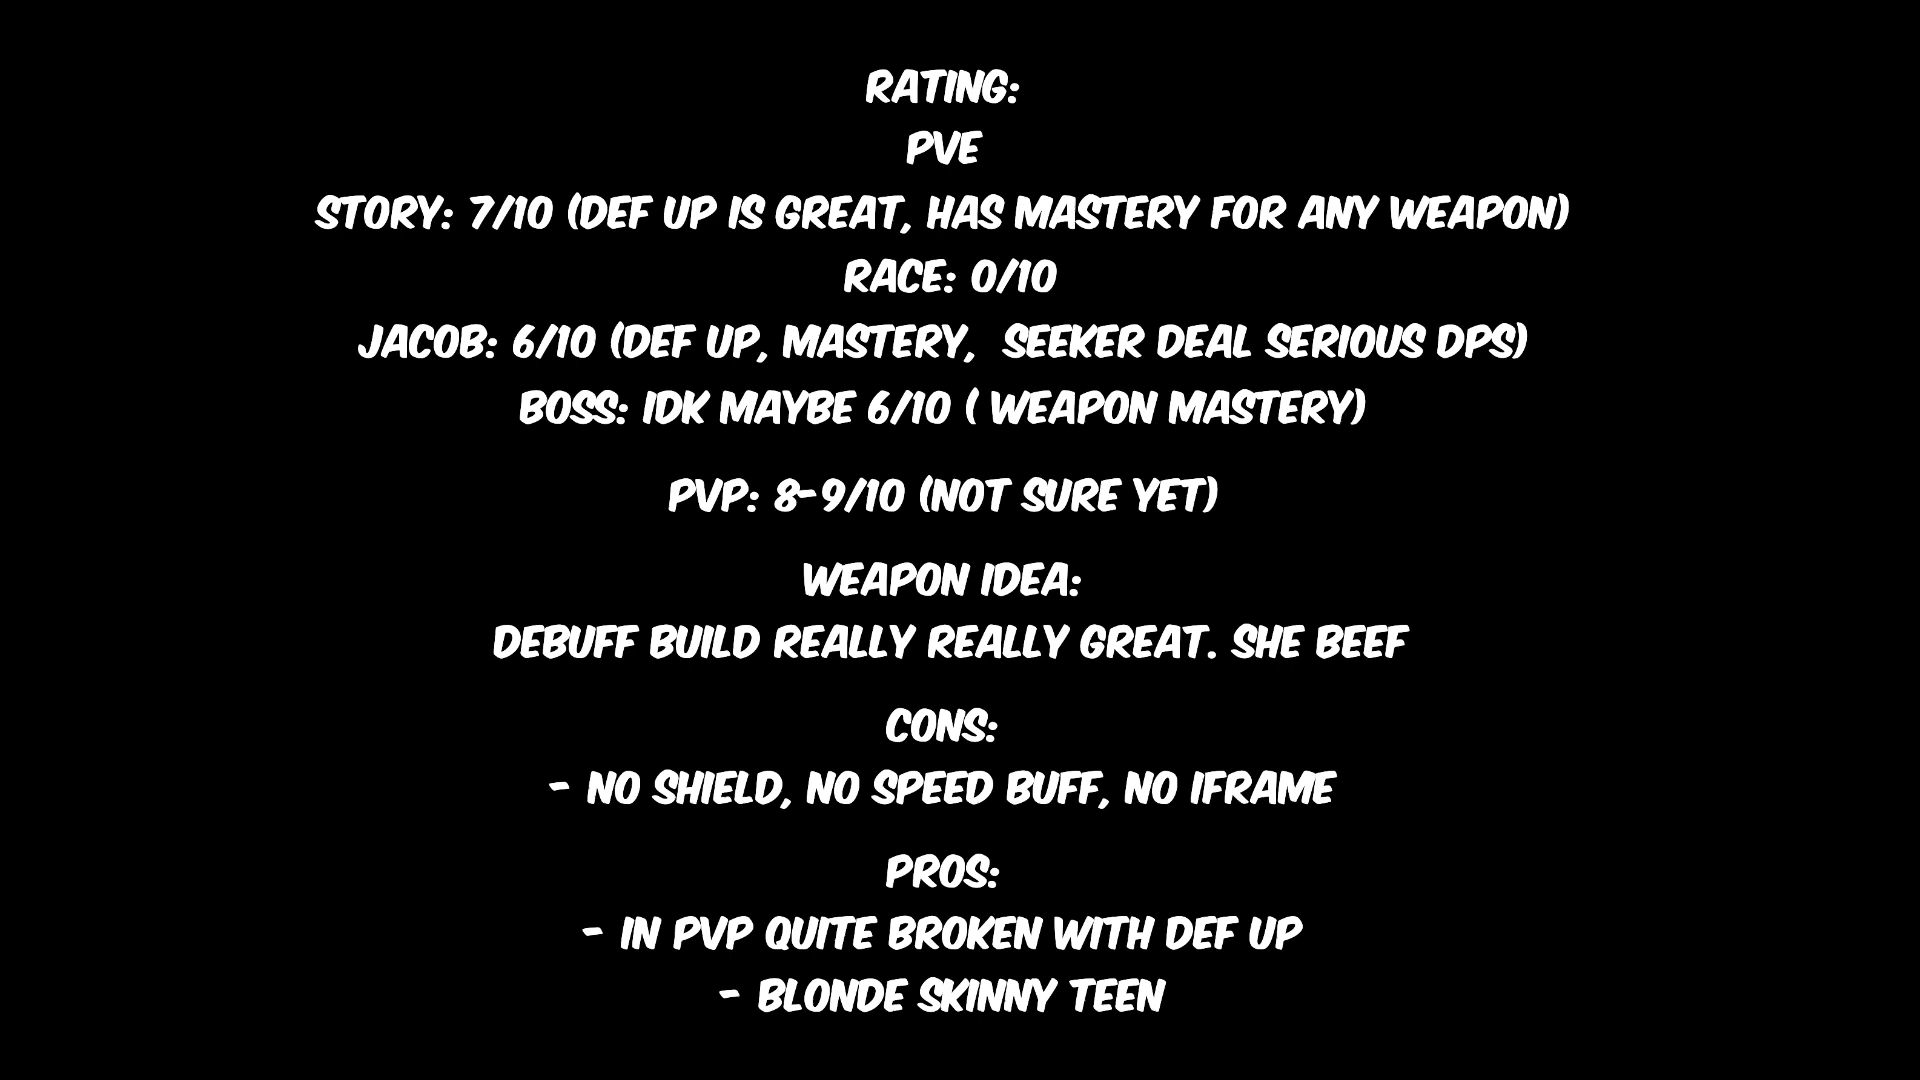 RATING:
PVE
STORY: 7/10 (DEF UP IS GREAT, HAS MASTERY FOR ANY WEAPON)
RACE: 0/10
JACOB: 6/10 (DEF UP, MASTERY, SEEKER DEAL SERIOUS DPS)
BOSS: IDK MAYBE 6/10 ( WEAPON MASTERY)
PVP: 8-9/10 (NOT SURE YET)
WEAPON IDEA:
DEBUFF BUILD REALLY REALLY GREAT. SHE BEEF
CONS:
- NO SHIELD, NO SPEED BUFF, NO IFRAME
PROS:
- IN PVP QUITE BROKEN WITH DEF UP
- BLONDE SKINNY TEEN